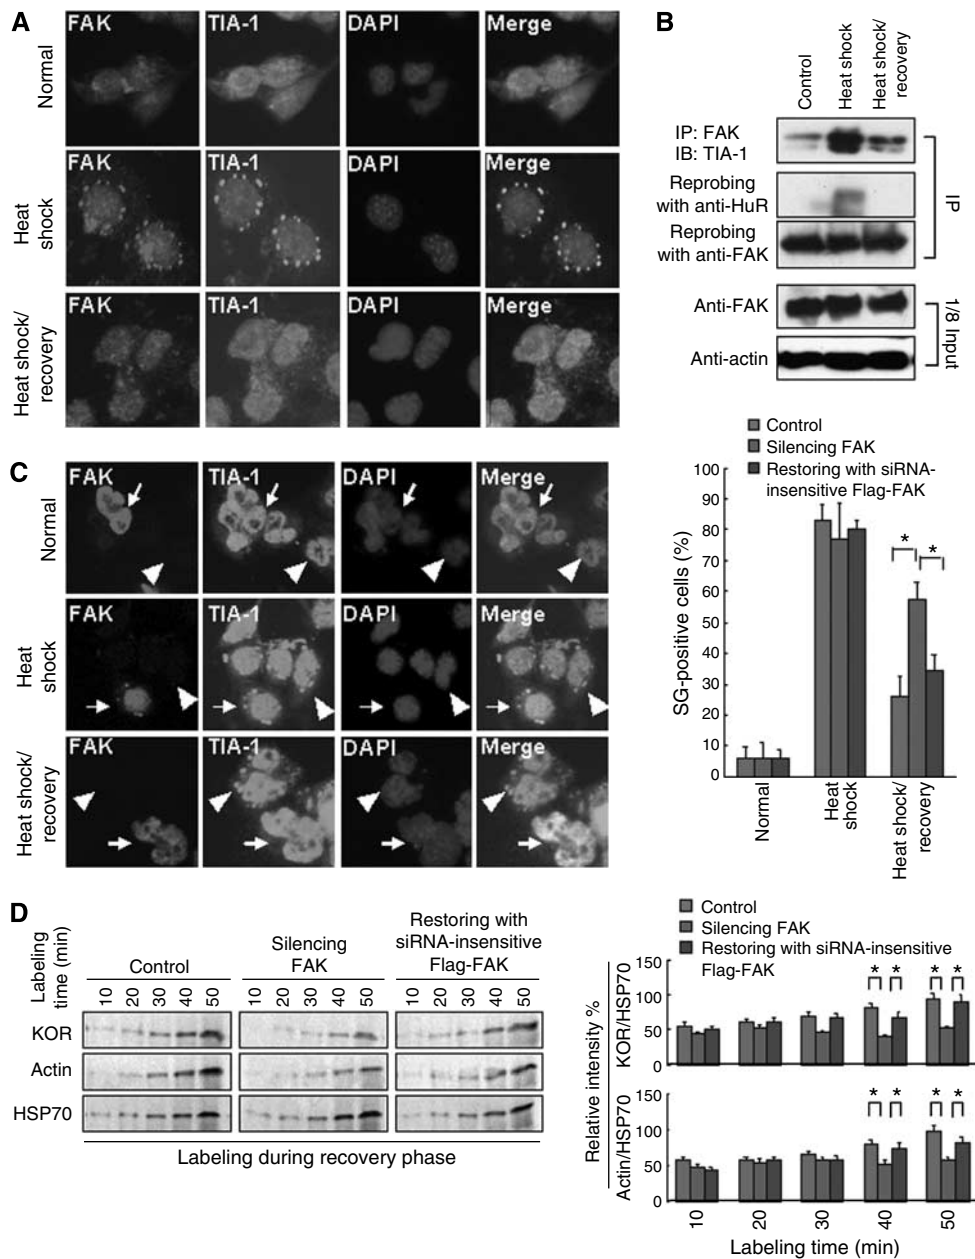 A
FAK TIA-1 DAPI Merge
Normal
FAK TIA-1 Merge
Heat
shock
FAK TIA-1 DAPI Merge
Heat shock/
recovery
B
Control
Heat shock
Heat shock/
recovery
IP: FAK
IB: TIA-1
Reprobing
with anti-HuR
Reprobing
with anti-FAK
IP
Anti-FAK
Anti-actin
1/8 Input
C
FAK TIA-1 DAPI Merge
Normal
FAK TIA-1 DAPI Merge
Heat
shock
FAK TIA-1 DAPI Merge
Heat shock/
recovery
Control
Silencing FAK
Restoring with siRNA-
insensitive Flag-FAK
SG-positive cells (%)
100
90
80
70
60
50
40
30
20
10
0
* *
Normal
Heat
shock
Heat shock/
recovery
D
Labeling
time (min)
Control
Silencing
FAK
Restoring with
siRNA-insensitive
Flag-FAK
10 20 30 40 50 10 20 30 40 50 10 20 30 40 50
KOR
Actin
HSP70
Labeling during recovery phase
Control
Silencing FAK
Restoring with siRNA-insensitive
Flag-FAK
Relative intensity %
KOR/HSP70
150
100
50
0
* * * *
Actin/HSP70
150
100
50
0
* * * *
10 20 30 40 50
Labeling time (min)